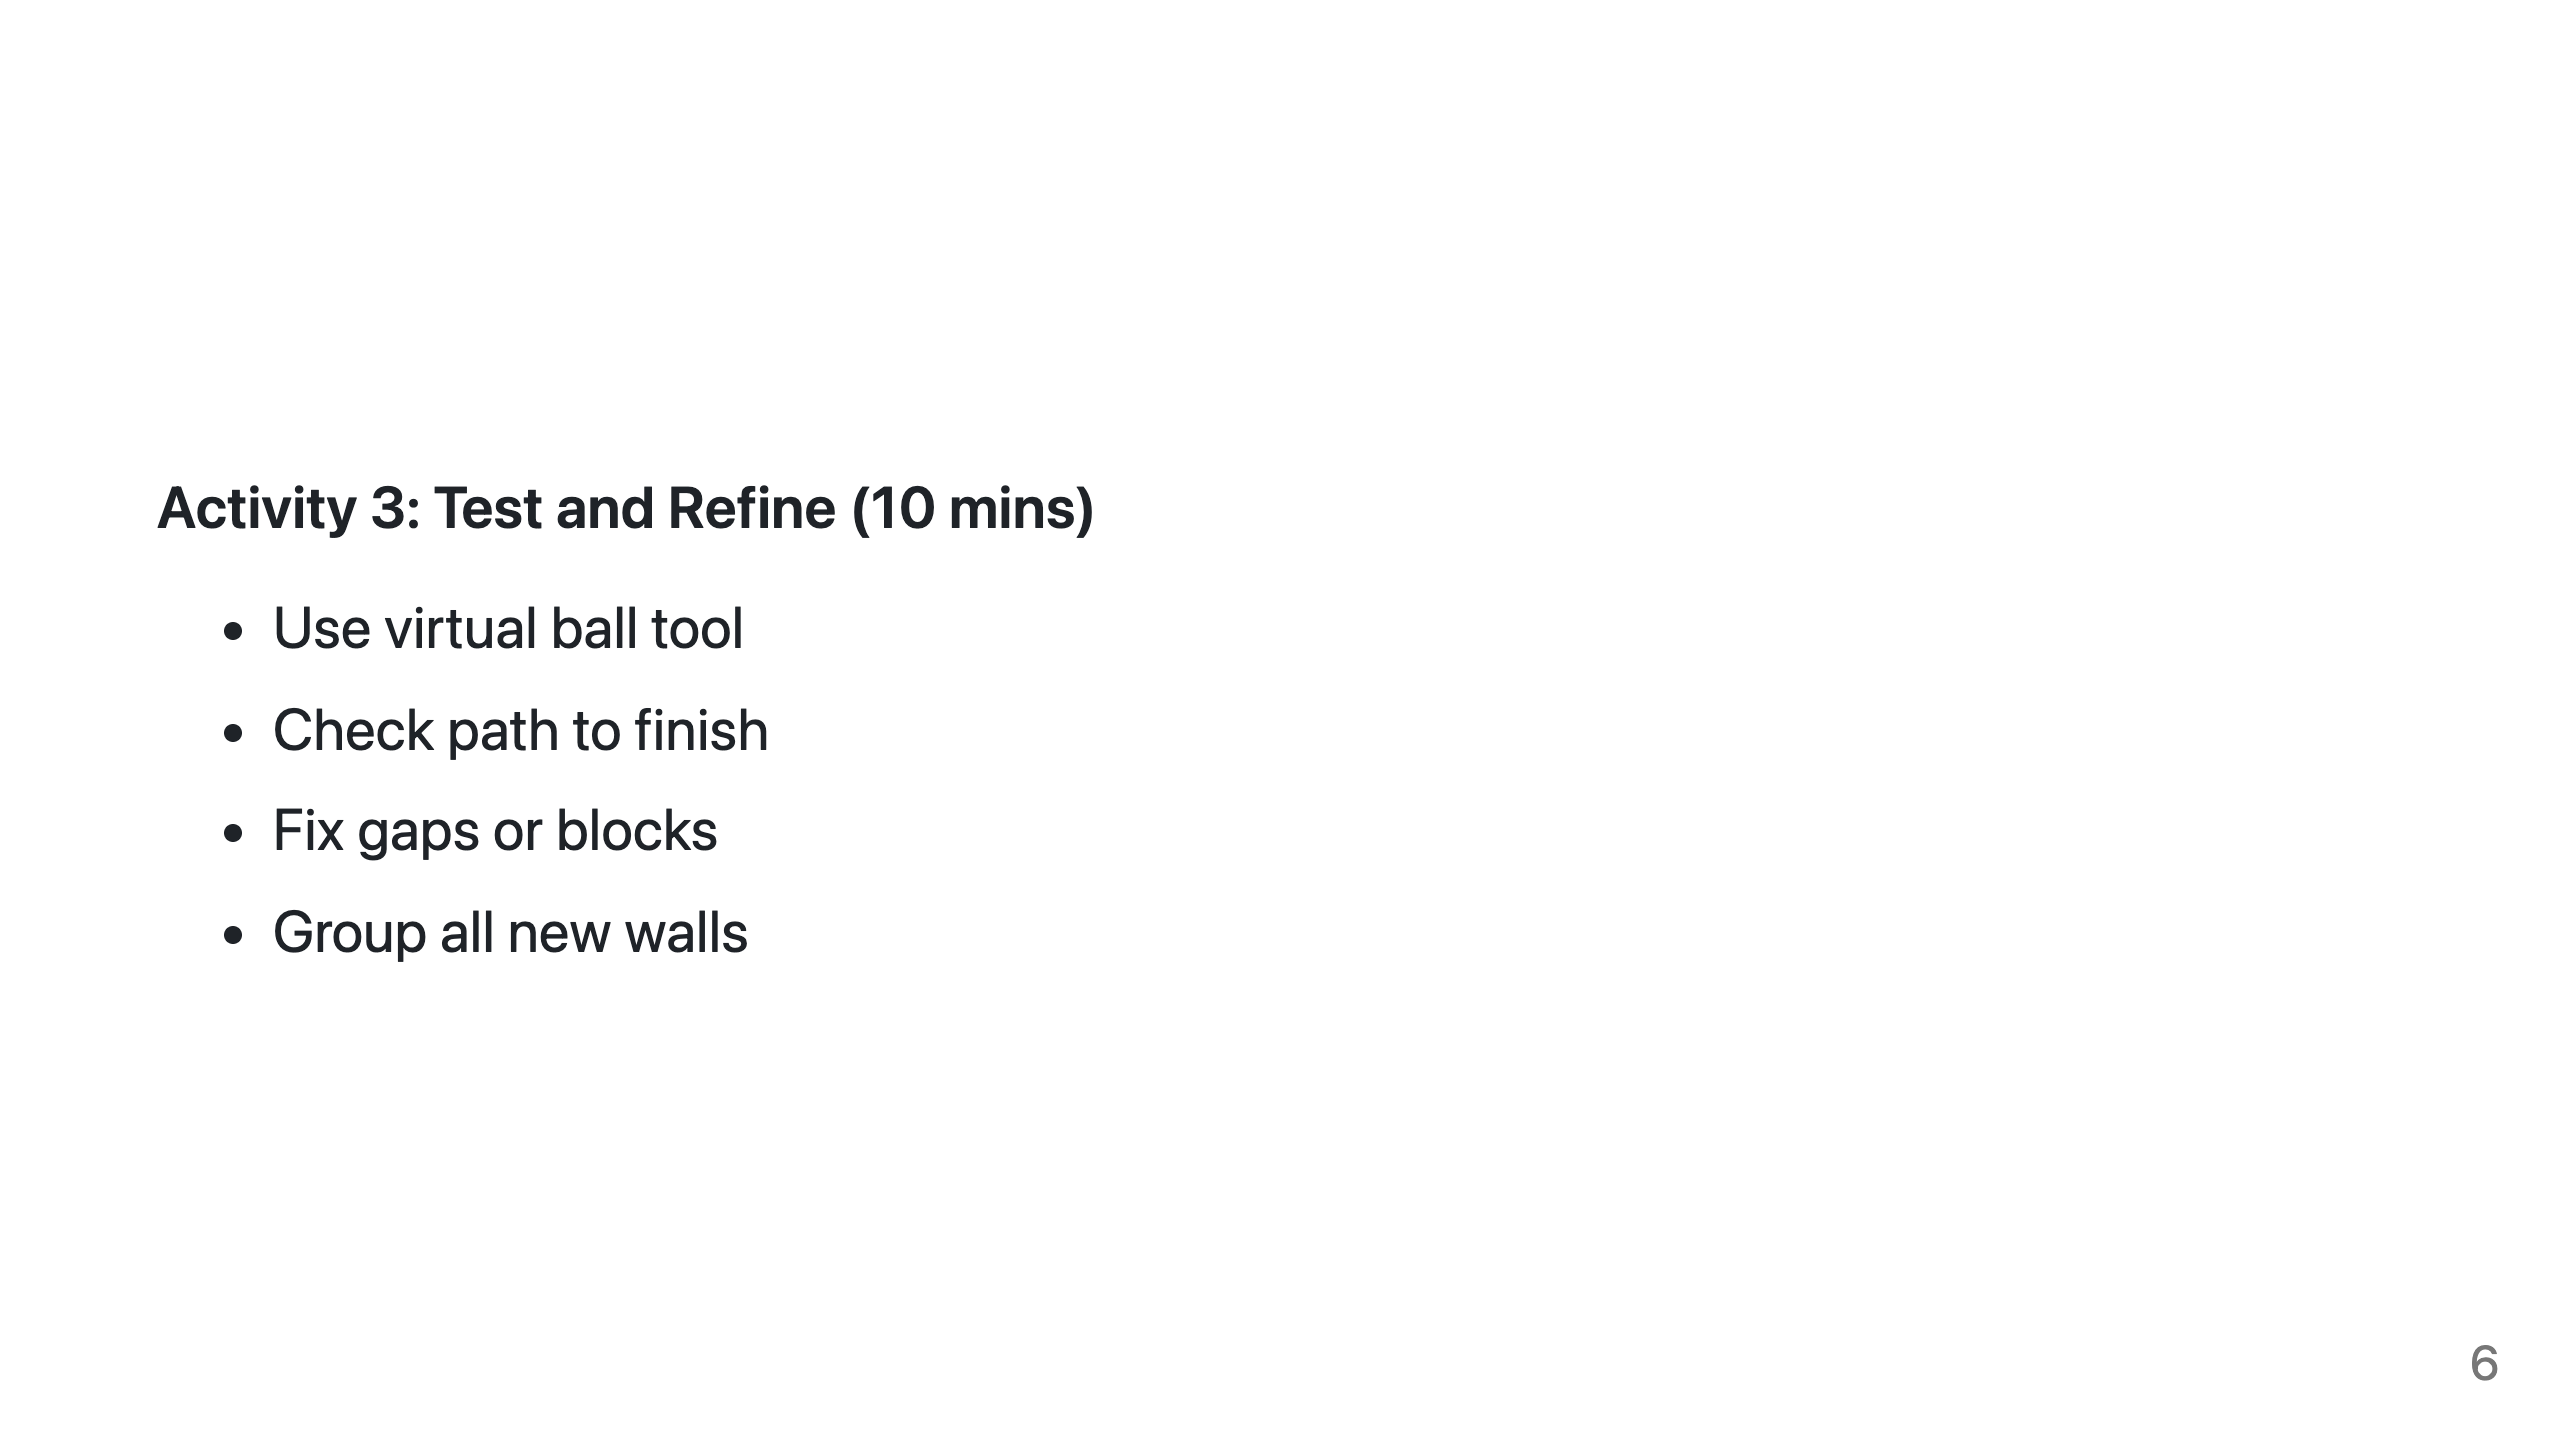 Activity 3: Test and Refine (10 mins)
• Use virtual ball tool
• Check path to finish
• Fix gaps or blocks
• Group all new walls
6